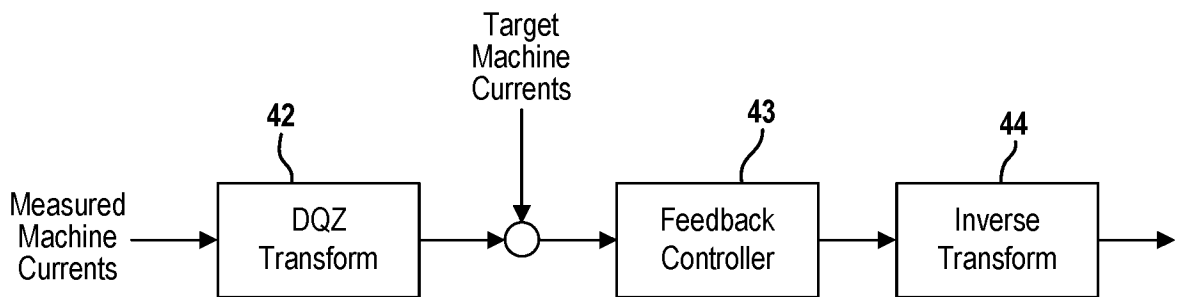 Target
Machine
Currents
42
43
44
Measured
Machine
Currents
DQZ
Transform
Feedback
Controller
Inverse
Transform